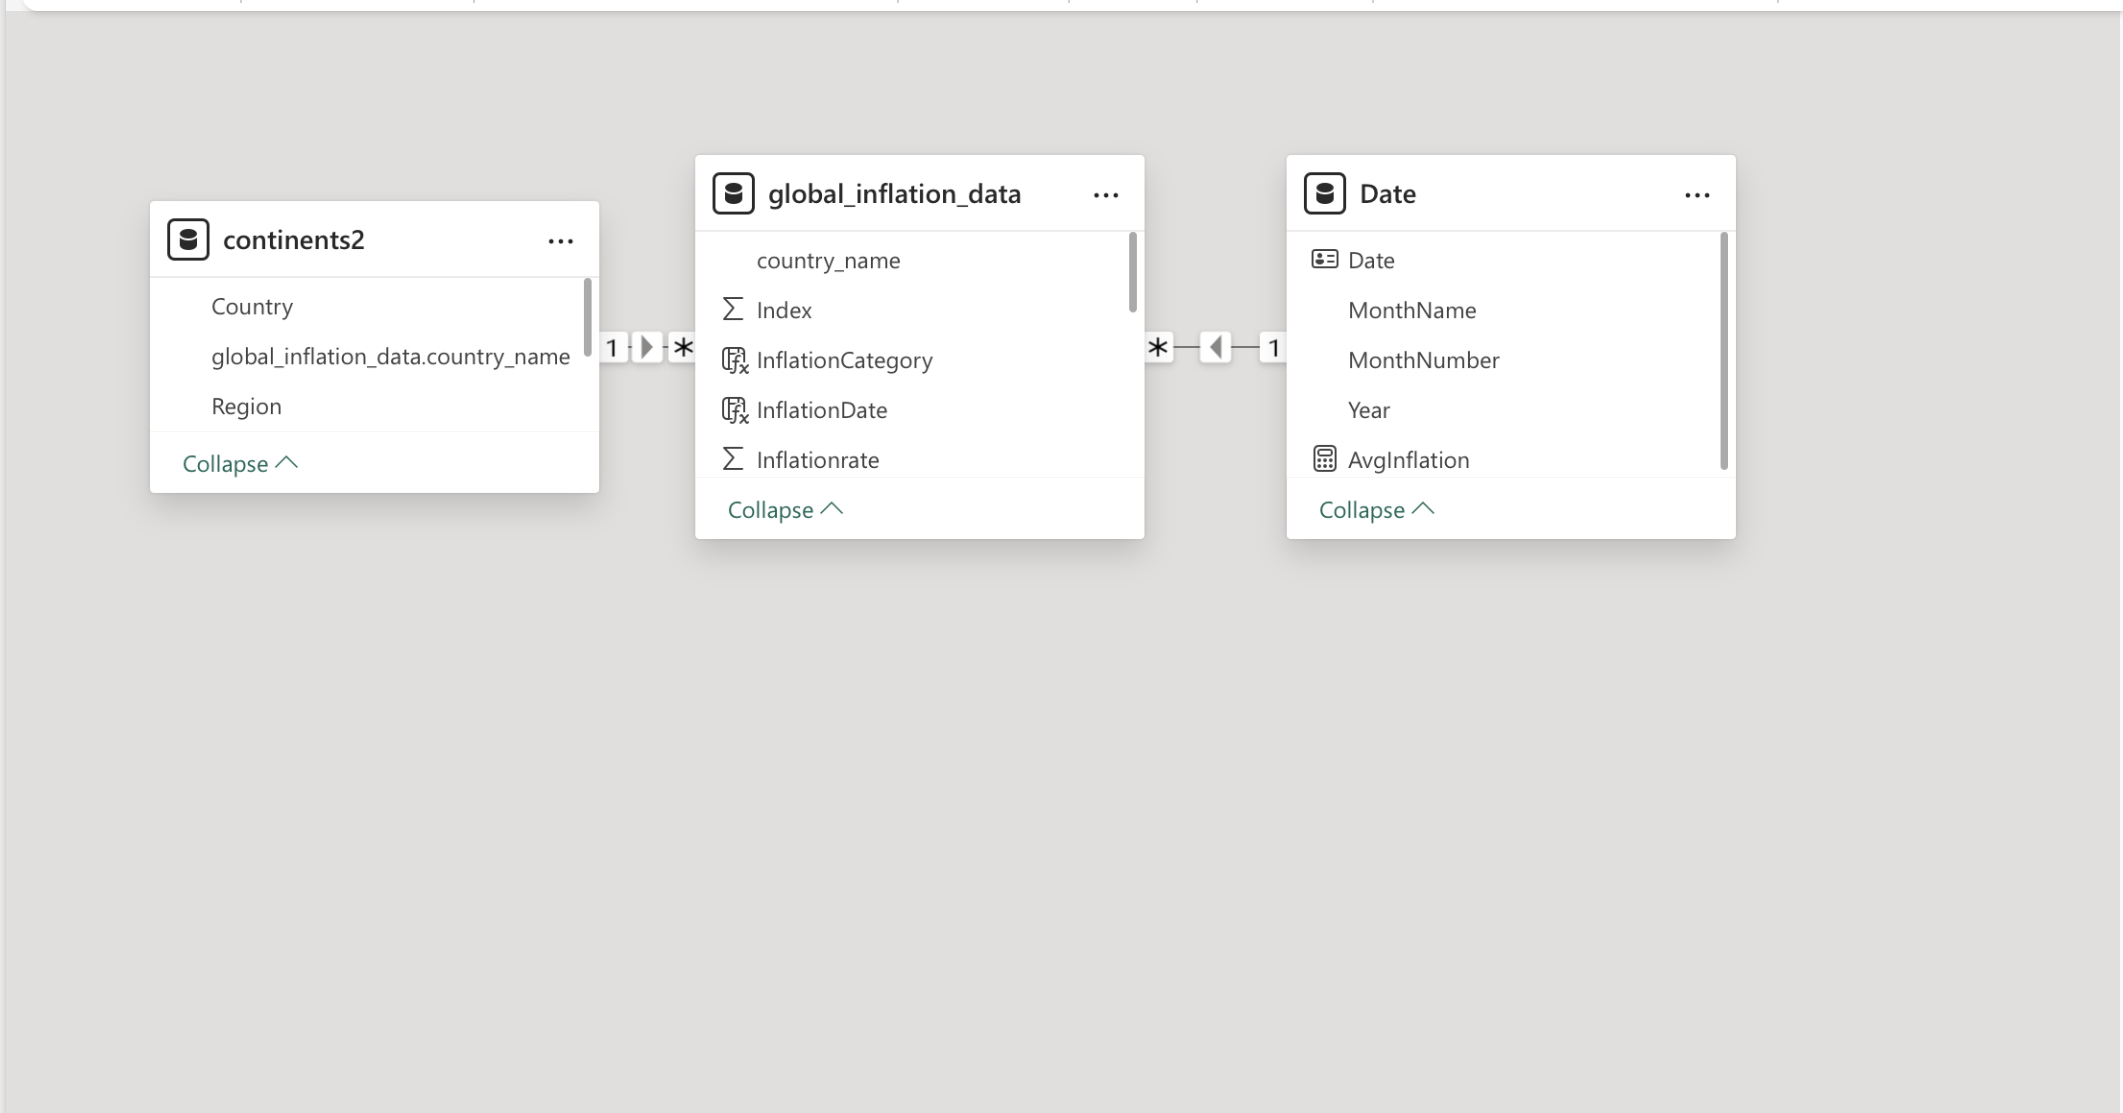 continents2
Country
global_inflation_data.country_name
Region
Collapse
1
*
global_inflation_data
country_name
Index
InflationCategory
InflationDate
Inflationrate
Collapse
*
1
Date
Date
MonthName
MonthNumber
Year
AvgInflation
Collapse